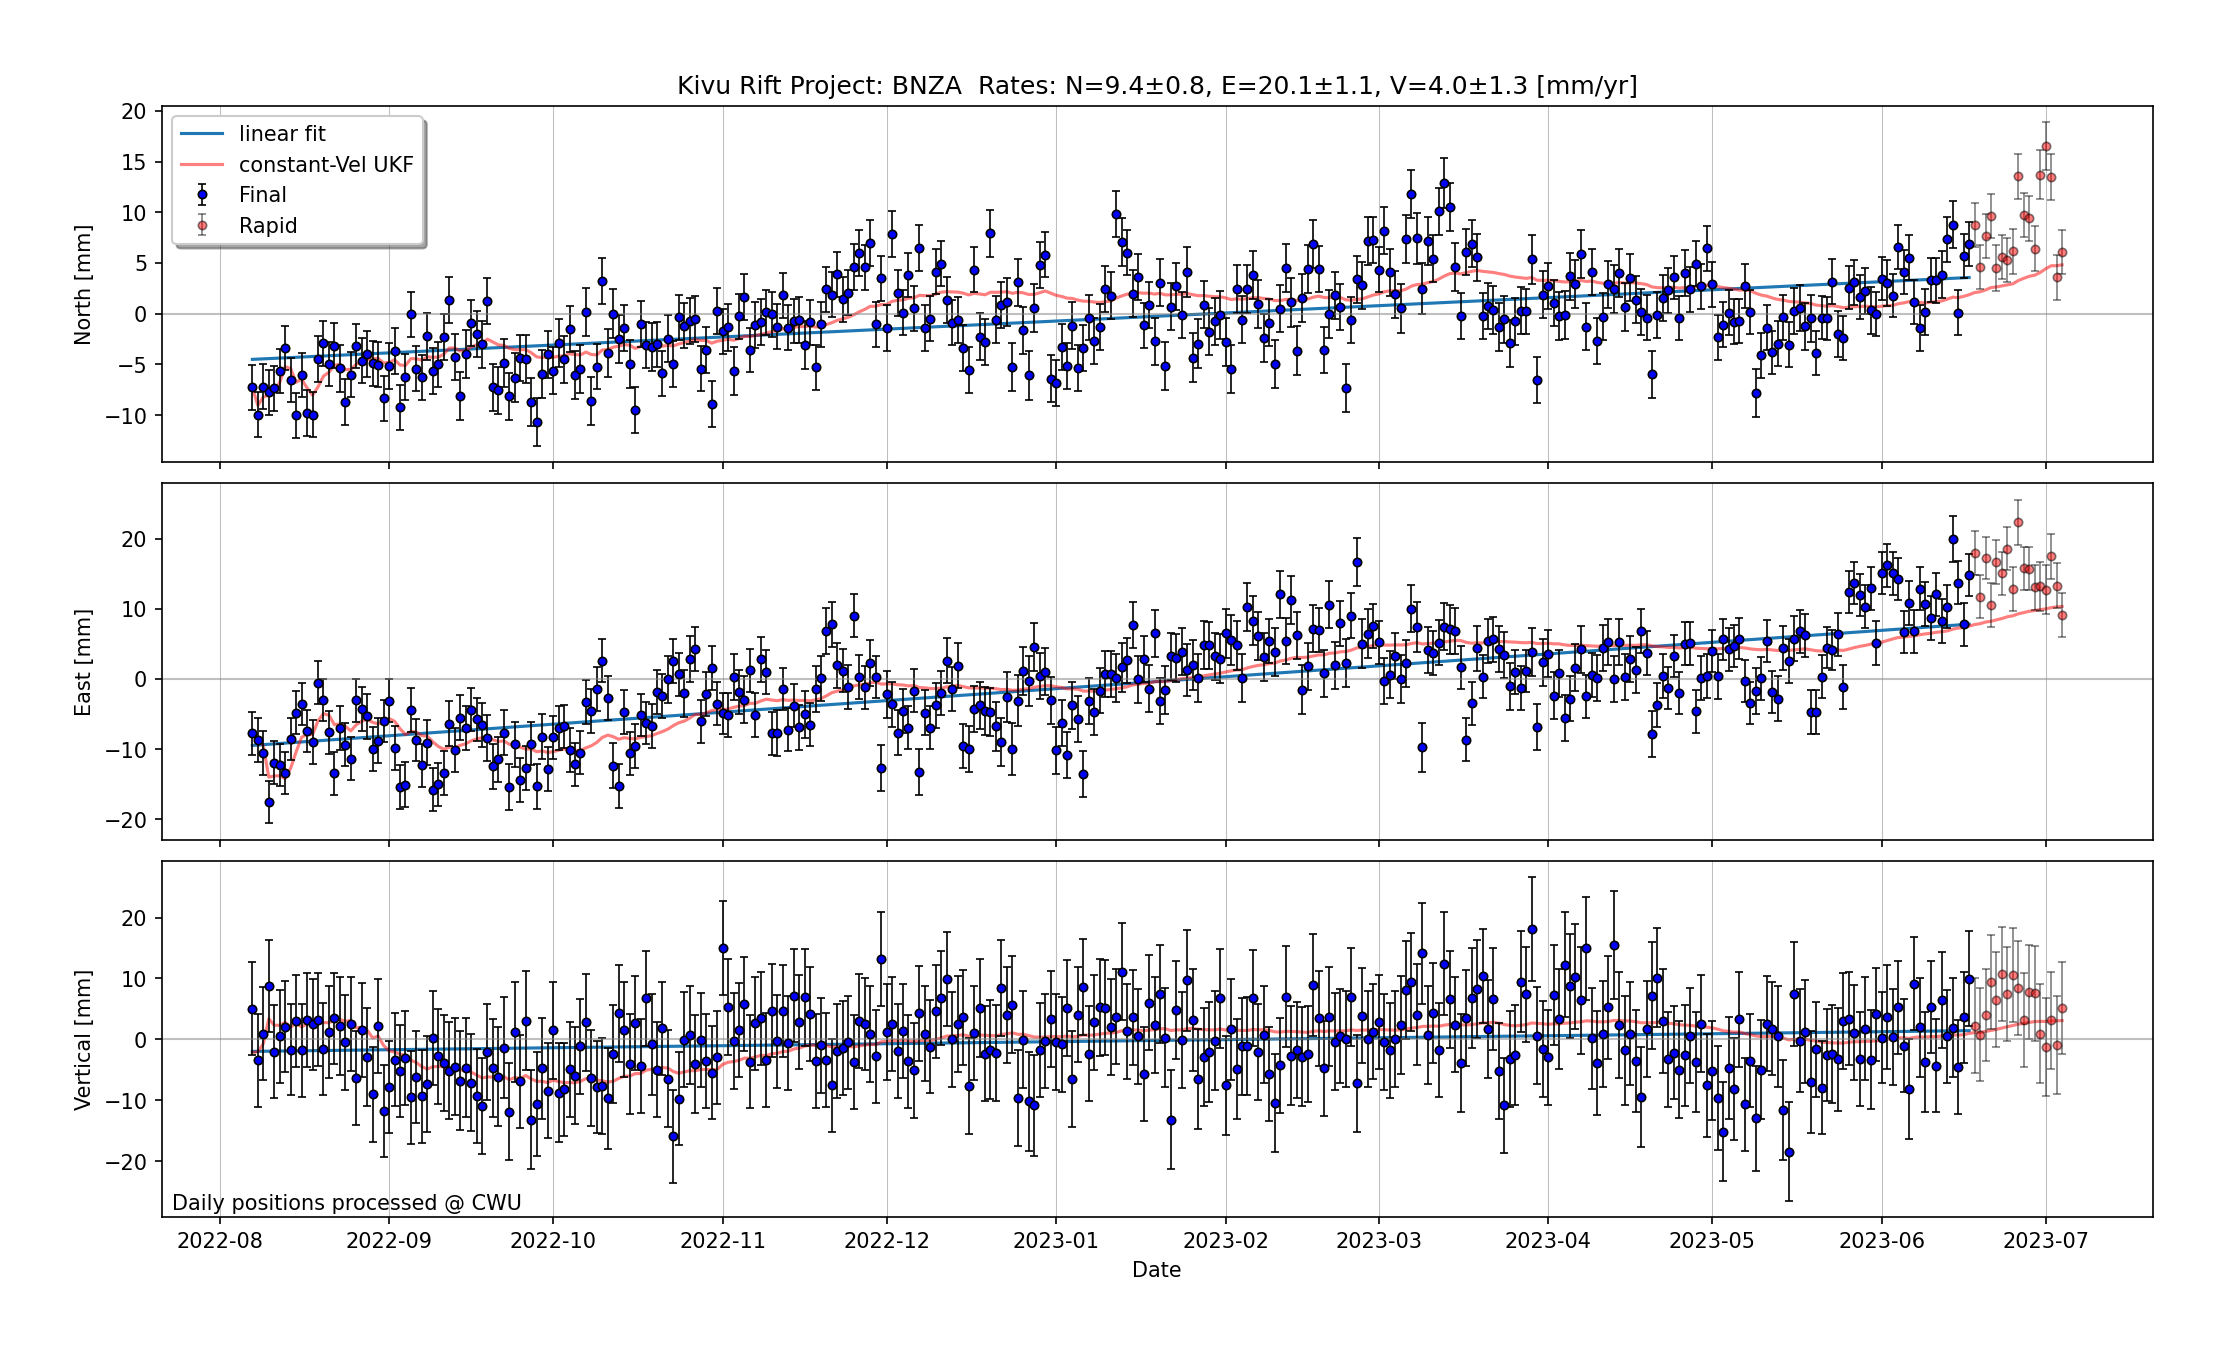 Kivu Rift Project: BNZA  Rates: N=9.4±0.8, E=20.1±1.1, V=4.0±1.3 [mm/yr]
linear fit
constant-Vel UKF
Final
Rapid
North [mm]
20
15
10
5
0
−5
−10
East [mm]
20
10
0
−10
−20
Vertical [mm]
20
10
0
−10
−20
Daily positions processed @ CWU
2022-08 2022-09 2022-10 2022-11 2022-12 2023-01 2023-02 2023-03 2023-04 2023-05 2023-06 2023-07
Date